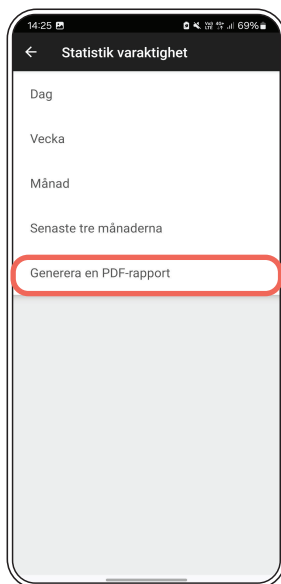 14:25 69%
Statistik varaktighet
Dag
Vecka
Månad
Senaste tre månaderna
Generera en PDF-rapport